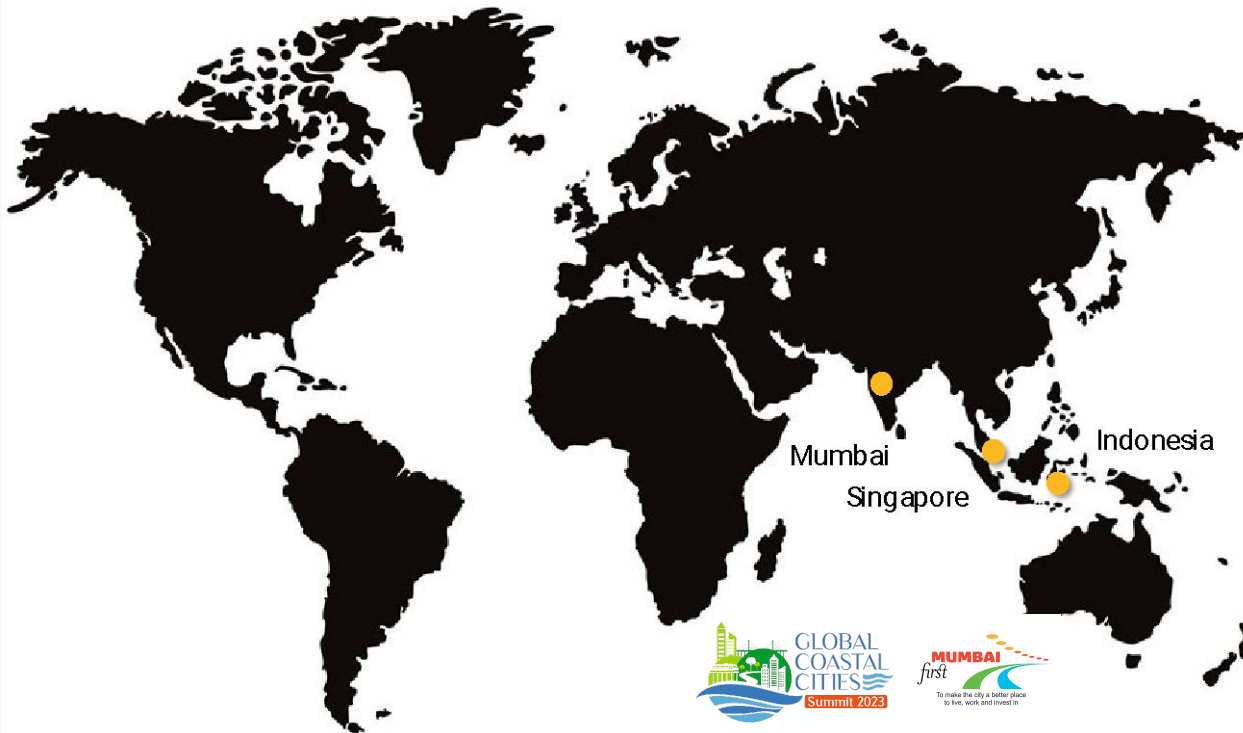 Indonesia
Mumbai
Singapore
GLOBAL
COASTAL
CITIES
Summit 2023
MUMBAI
first
To make the city a better place
to live, work and invest in